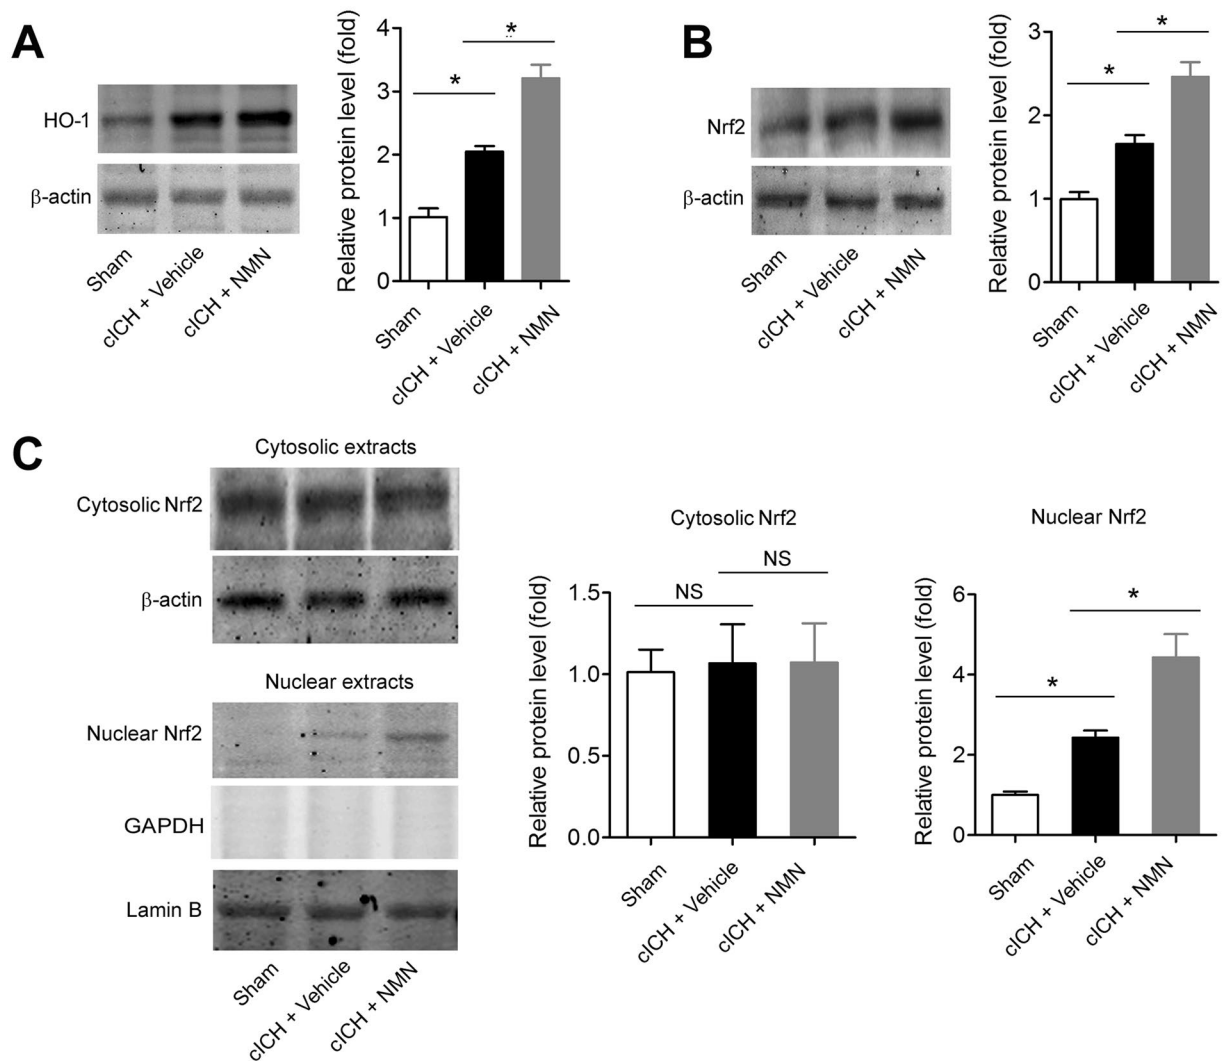 A
HO-1
β-actin
Sham
cICH + Vehicle
cICH + NMN
Relative protein level (fold)
4
3
2
1
0
*
*
Sham
cICH + Vehicle
cICH + NMN
B
Nrf2
β-actin
Sham
cICH + Vehicle
cICH + NMN
Relative protein level (fold)
3
2
1
0
*
*
Sham
cICH + Vehicle
cICH + NMN
C
Cytosolic extracts
Cytosolic Nrf2
β-actin
Nuclear extracts
Nuclear Nrf2
GAPDH
Lamin B
Sham
cICH + Vehicle
cICH + NMN
Cytosolic Nrf2
Relative protein level (fold)
1.5
1.0
0.5
0.0
NS
NS
Sham
cICH + Vehicle
cICH + NMN
Nuclear Nrf2
Relative protein level (fold)
6
4
2
0
*
*
Sham
cICH + Vehicle
cICH + NMN